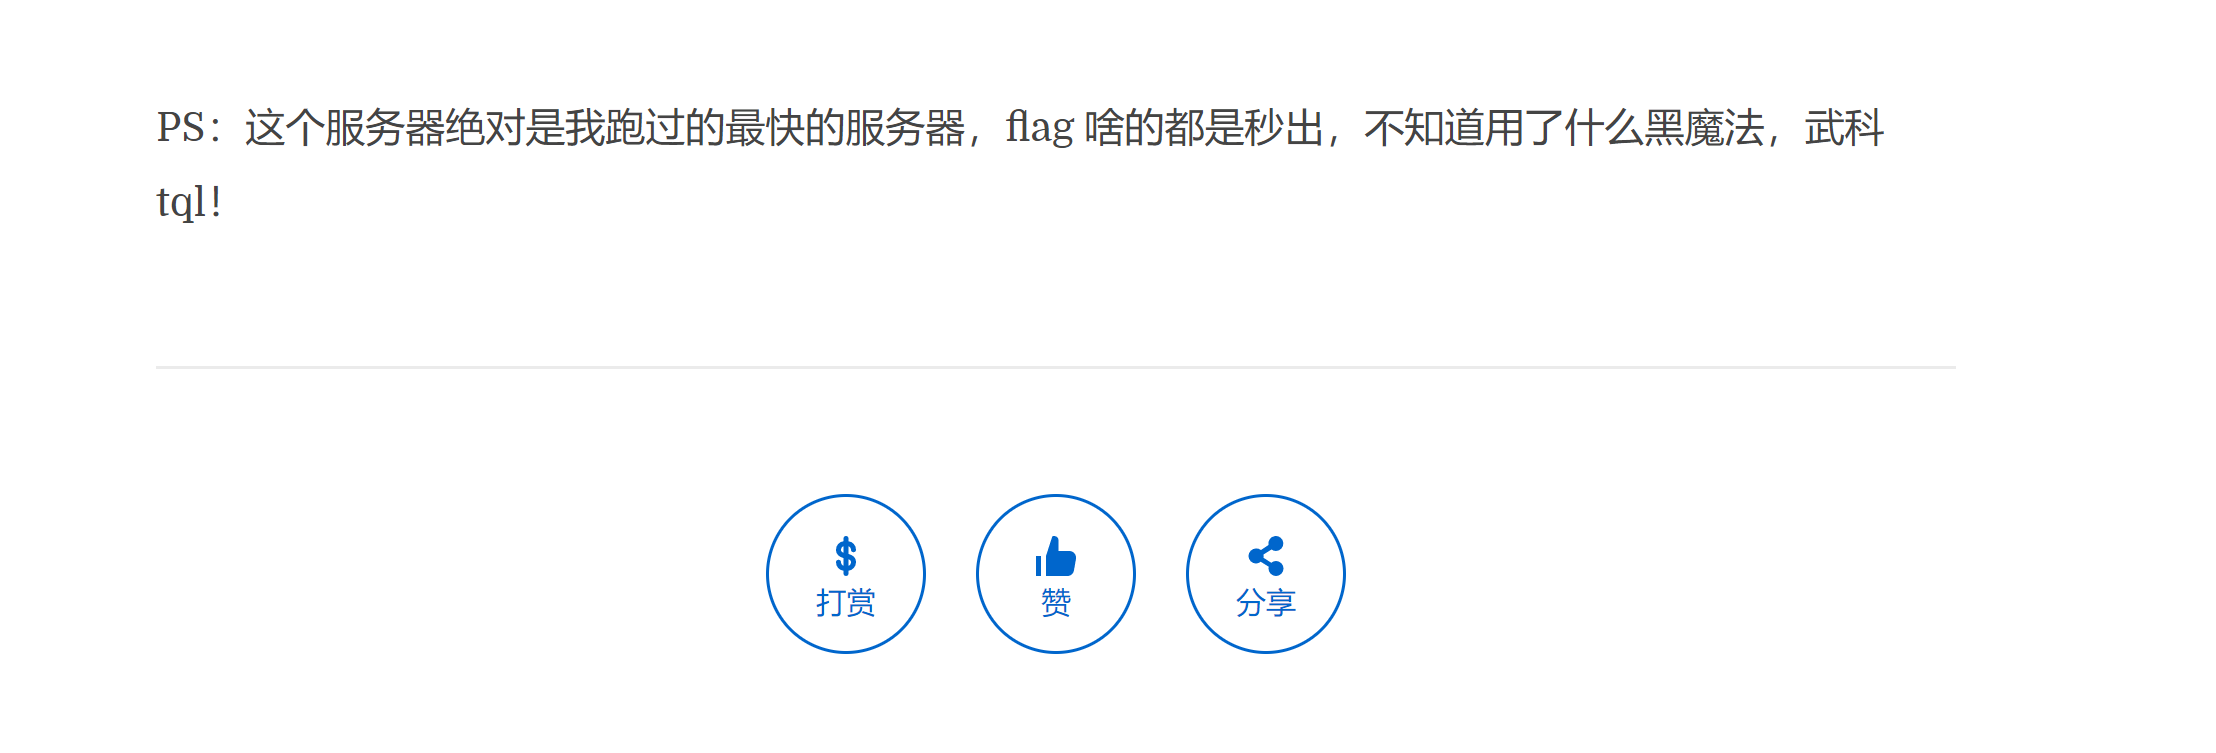 PS：这个服务器绝对是我跑过的最快的服务器，flag 啥的都是秒出，不知道用了什么黑魔法，武科
tql！
打赏 赞 分享